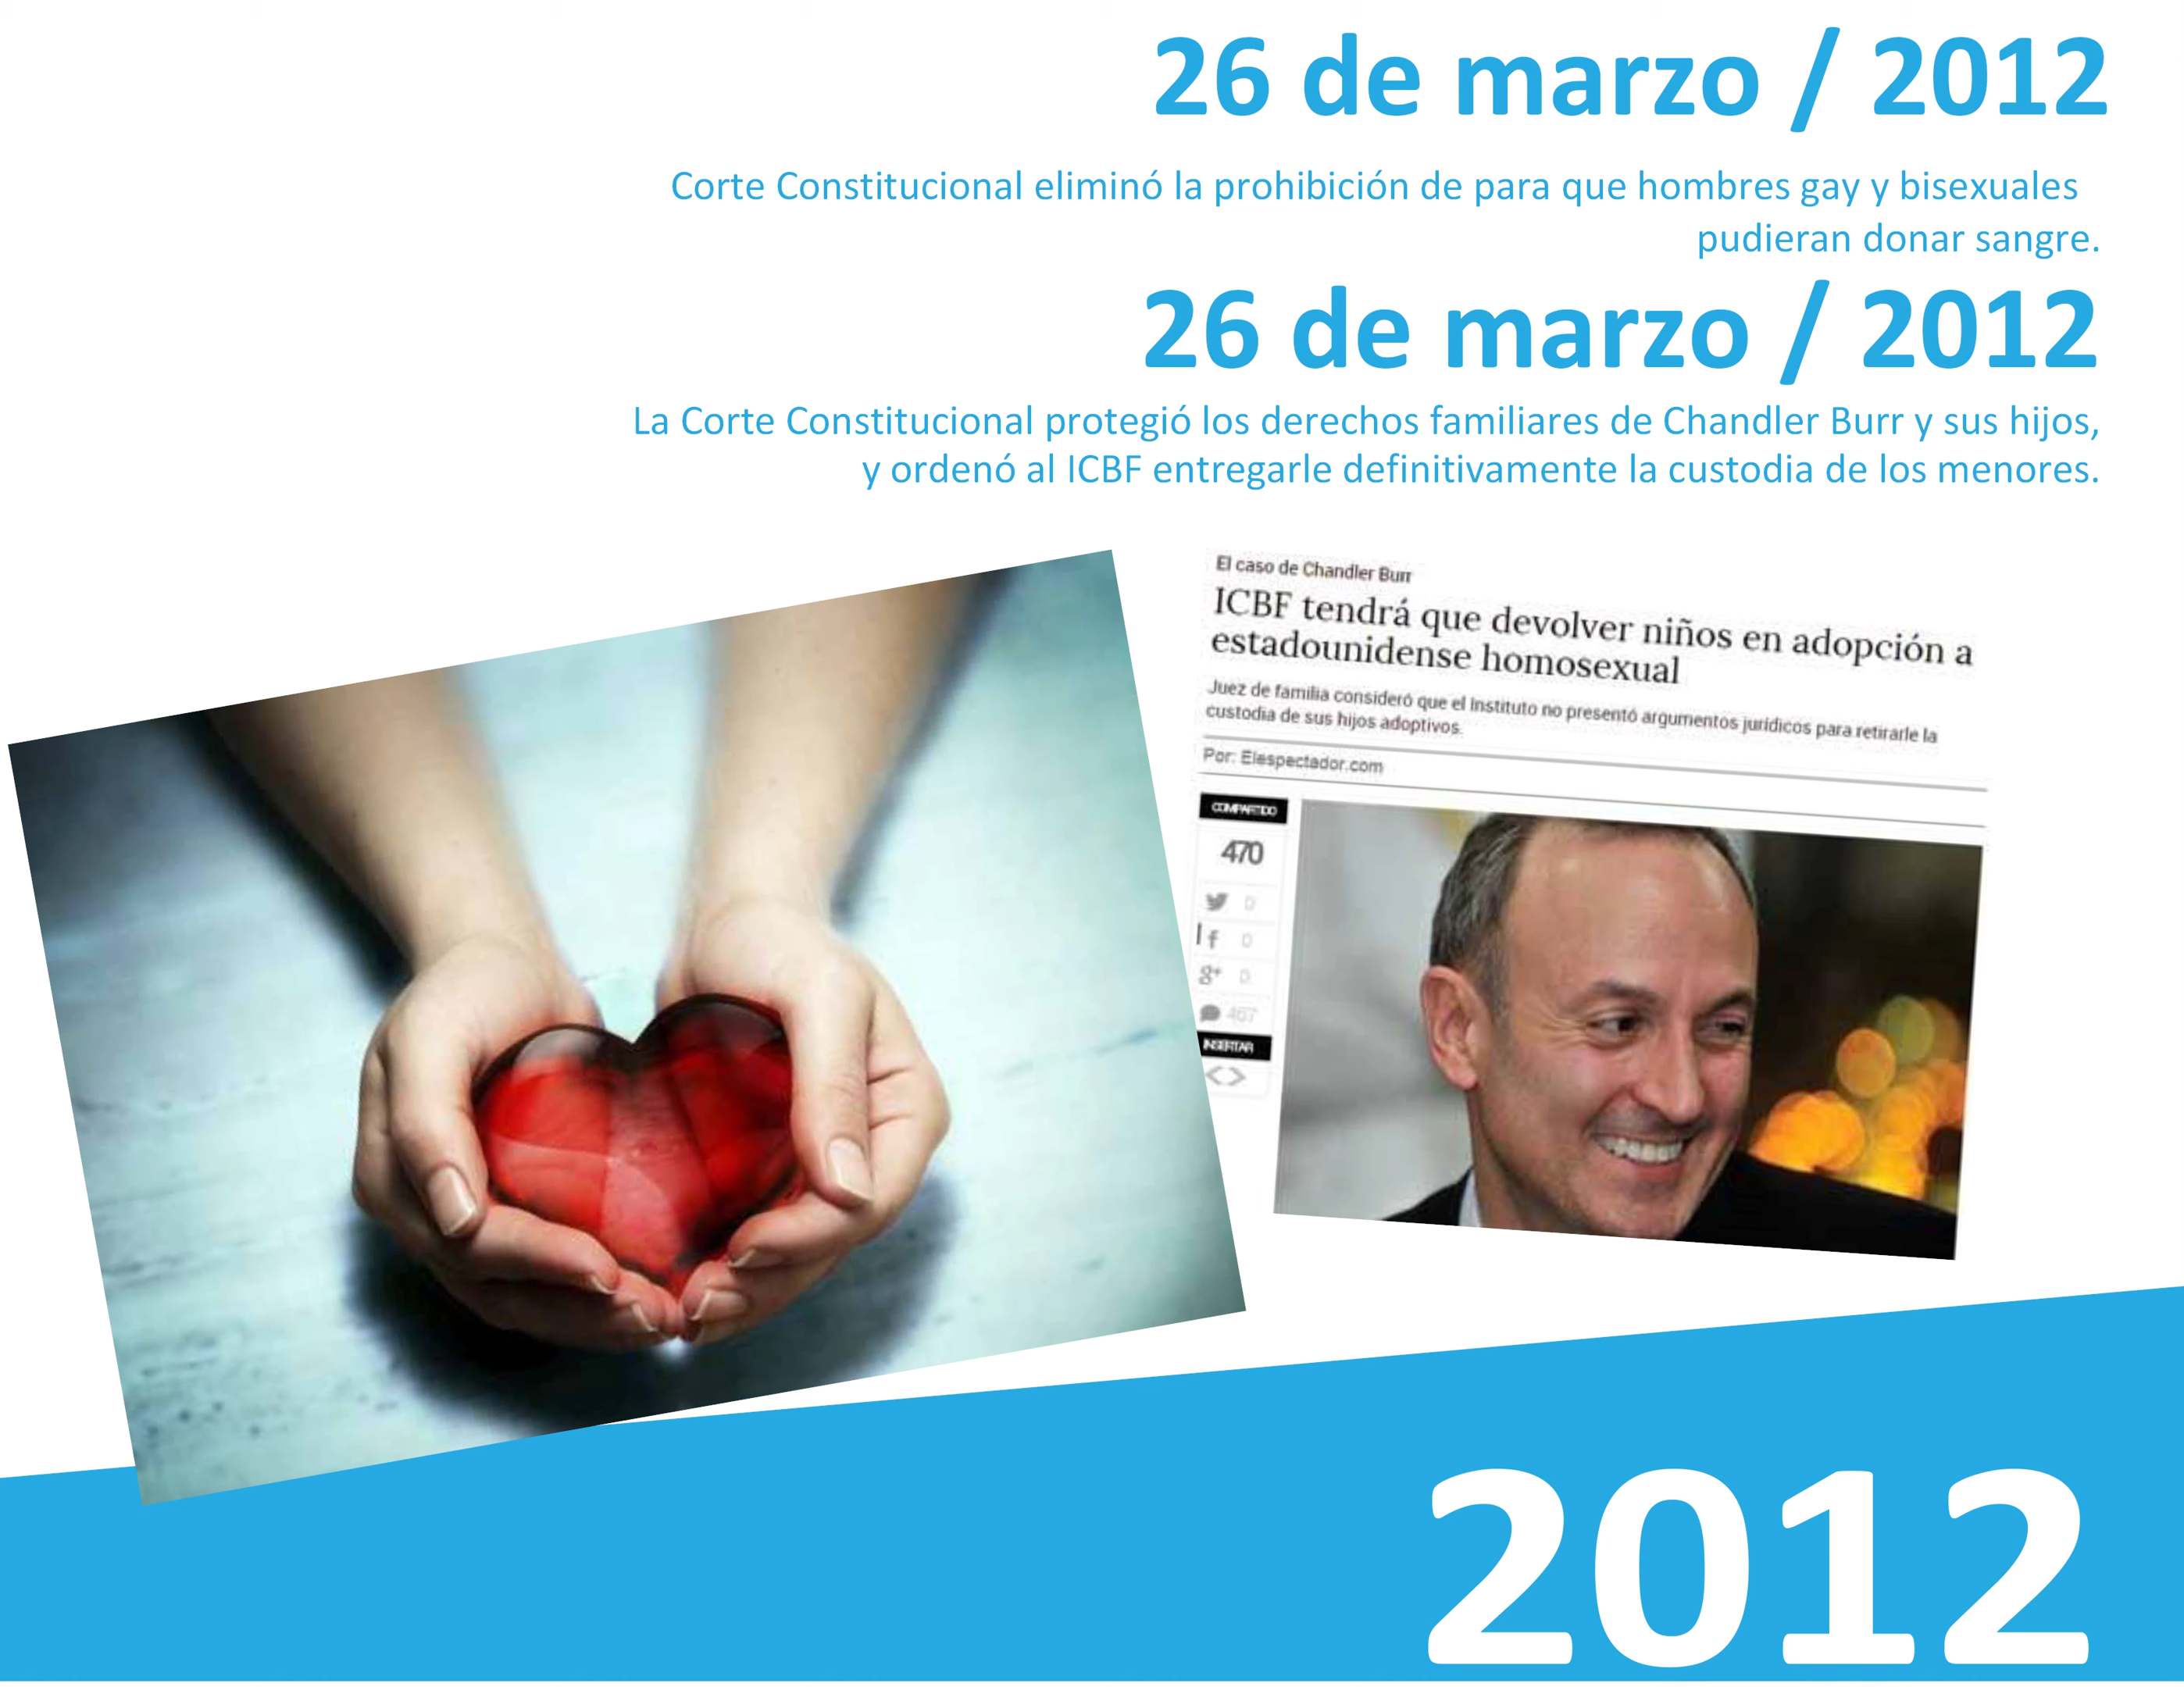 26 de marzo / 2012
Corte Constitucional eliminó la prohibición de para que hombres gay y bisexuales
pudieran donar sangre.
26 de marzo / 2012
La Corte Constitucional protegió los derechos familiares de Chandler Burr y sus hijos,
y ordenó al ICBF entregarle definitivamente la custodia de los menores.
El caso de Chandler Burr
ICBF tendrá que devolver niños en adopción a
estadounidense homosexual
Juez de familia consideró que el Instituto no presentó argumentos jurídicos para retirarle la
custodia de sus hijos adoptivos.
Por: Elespectador.com
COMPARTIDO
470
0
f 0
g+ 0
467
INSERTAR
<>
2012